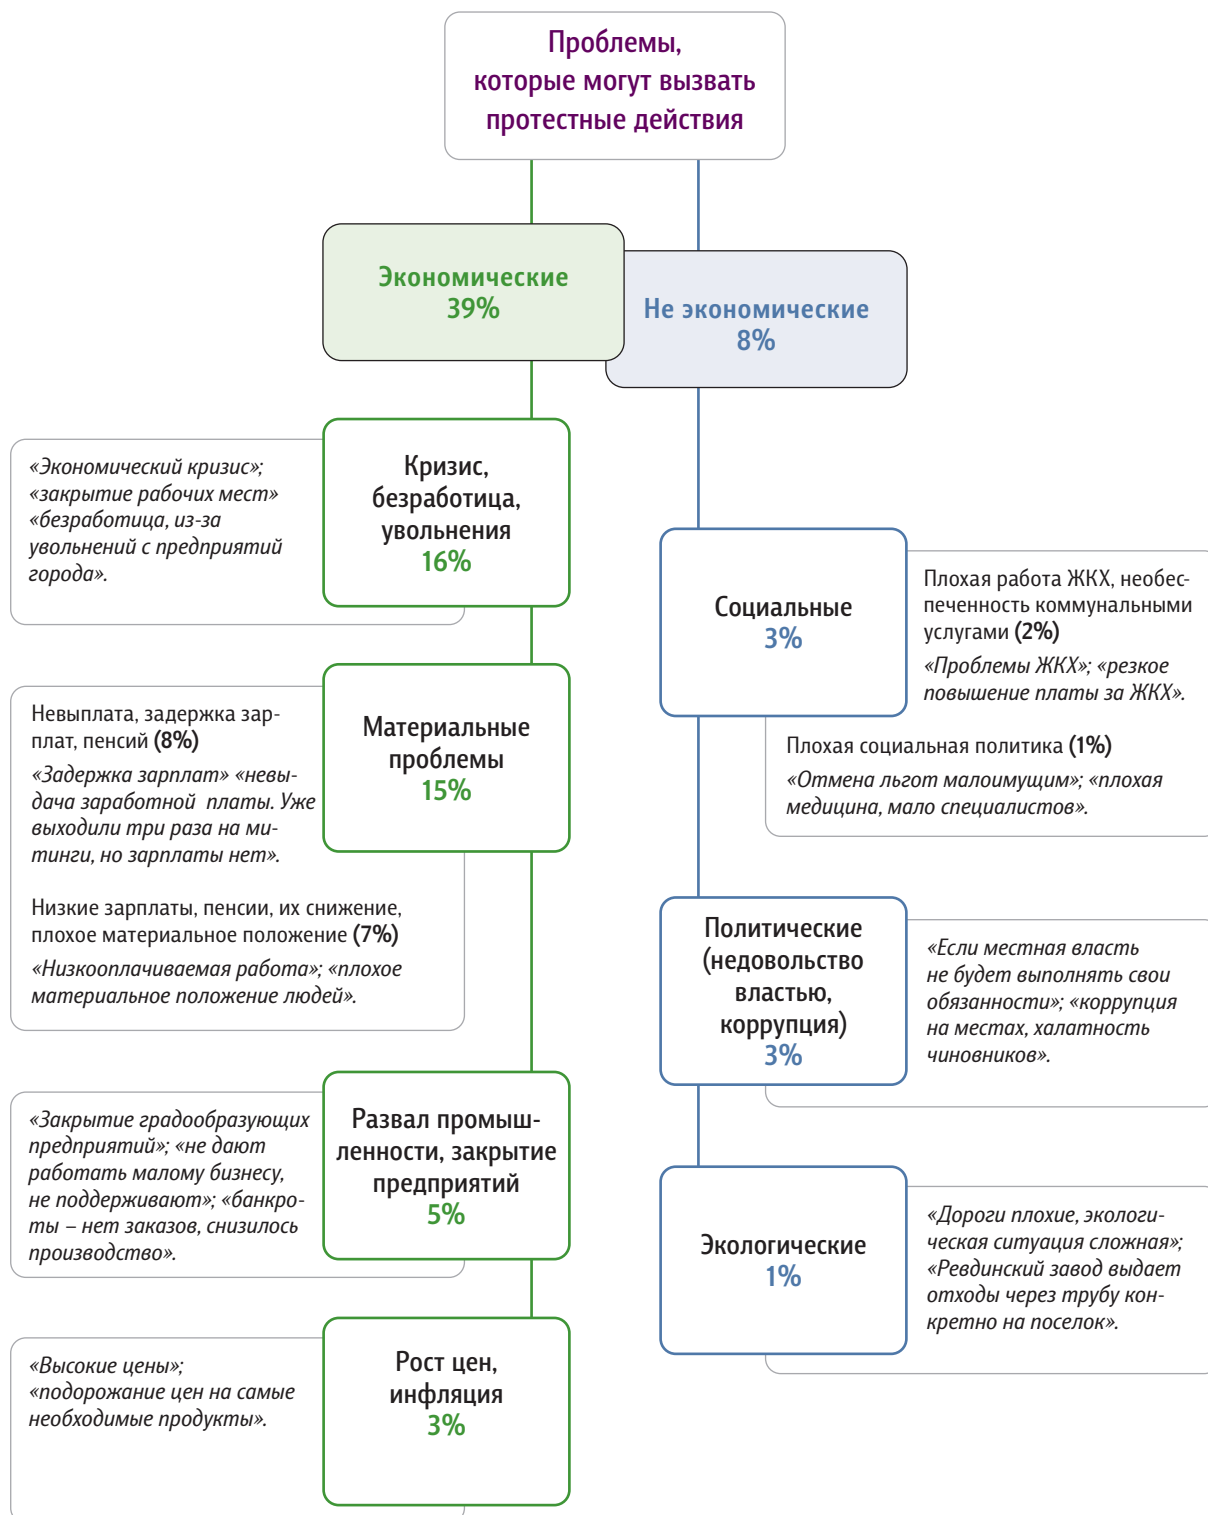 Проблемы,
которые могут вызвать
протестные действия
Экономические
39%
Не экономические
8%
«Экономический кризис»;
«закрытие рабочих мест»
«безработица, из-за
увольнений с предприятий
города».
Кризис,
безработица,
увольнения
16%
Невыплата, задержка зар-
плат, пенсий (8%)
«Задержка зарплат» «невы-
дача заработной платы. Уже
выходили три раза на ми-
тинги, но зарплаты нет».
Низкие зарплаты, пенсии, их снижение,
плохое материальное положение (7%)
«Низкооплачиваемая работа»; «плохое
материальное положение людей».
Материальные
проблемы
15%
«Закрытие градообразующих
предприятий»; «не дают
работать малому бизнесу,
не поддерживают»; «банкро-
ты – нет заказов, снизилось
производство».
Развал промыш-
ленности, закрытие
предприятий
5%
«Высокие цены»;
«подорожание цен на самые
необходимые продукты».
Рост цен,
инфляция
3%
Социальные
3%
Плохая работа ЖКХ, необес-
печенность коммунальными
услугами (2%)
«Проблемы ЖКХ»; «резкое
повышение платы за ЖКХ».
Плохая социальная политика (1%)
«Отмена льгот малоимущим»; «плохая
медицина, мало специалистов».
Политические
(недовольство
властью,
коррупция)
3%
«Если местная власть
не будет выполнять свои
обязанности»; «коррупция
на местах, халатность
чиновников».
Экологические
1%
«Дороги плохие, экологи-
ческая ситуация сложная»;
«Ревдинский завод выдает
отходы через трубу кон-
кретно на поселок».